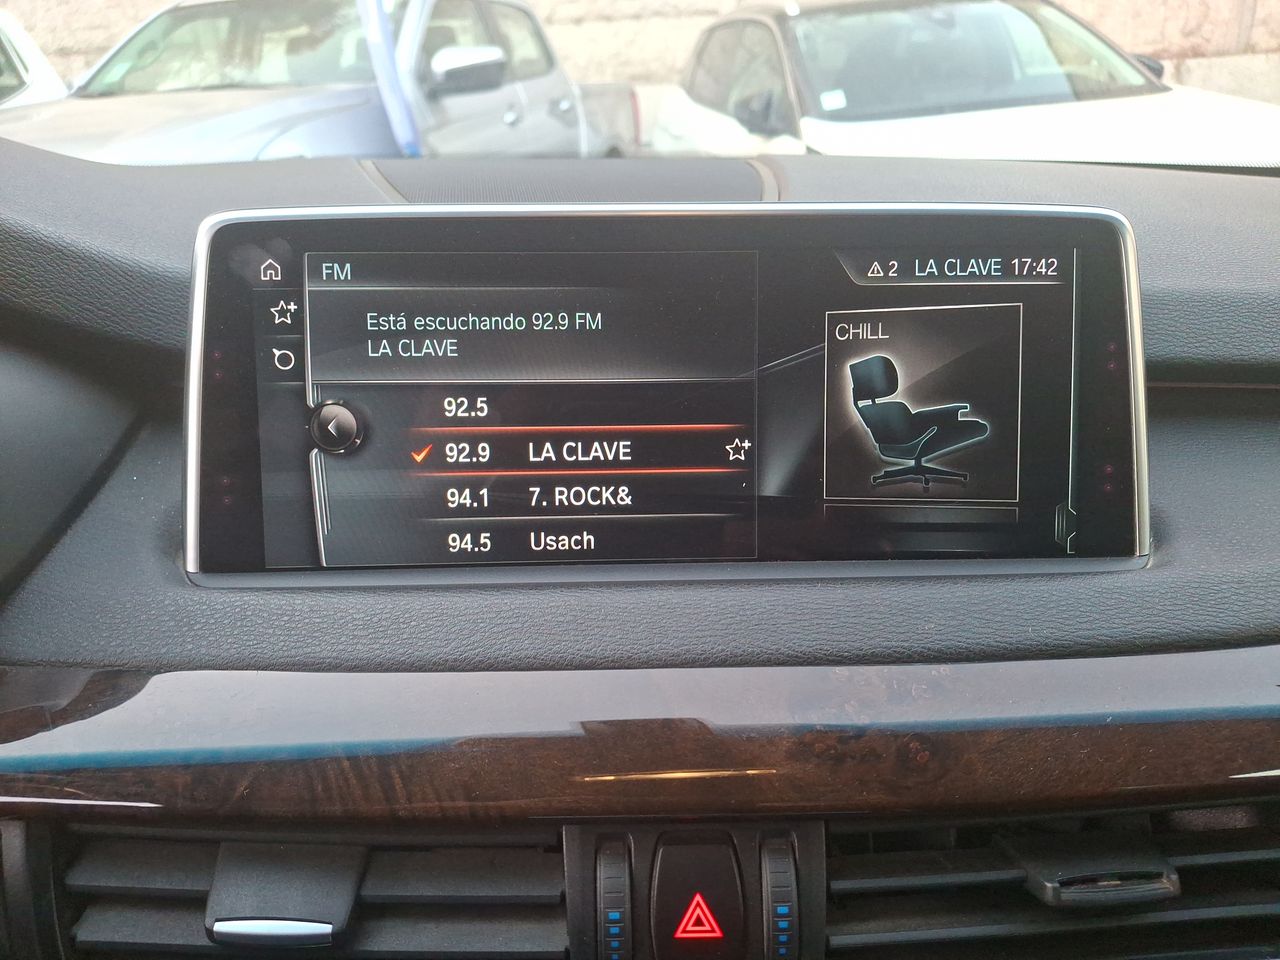 FM
2 LA CLAVE 17:42
Está escuchando 92.9 FM
LA CLAVE
CHILL
92.5
92.9 LA CLAVE
94.1 7. ROCK&
94.5 Usach